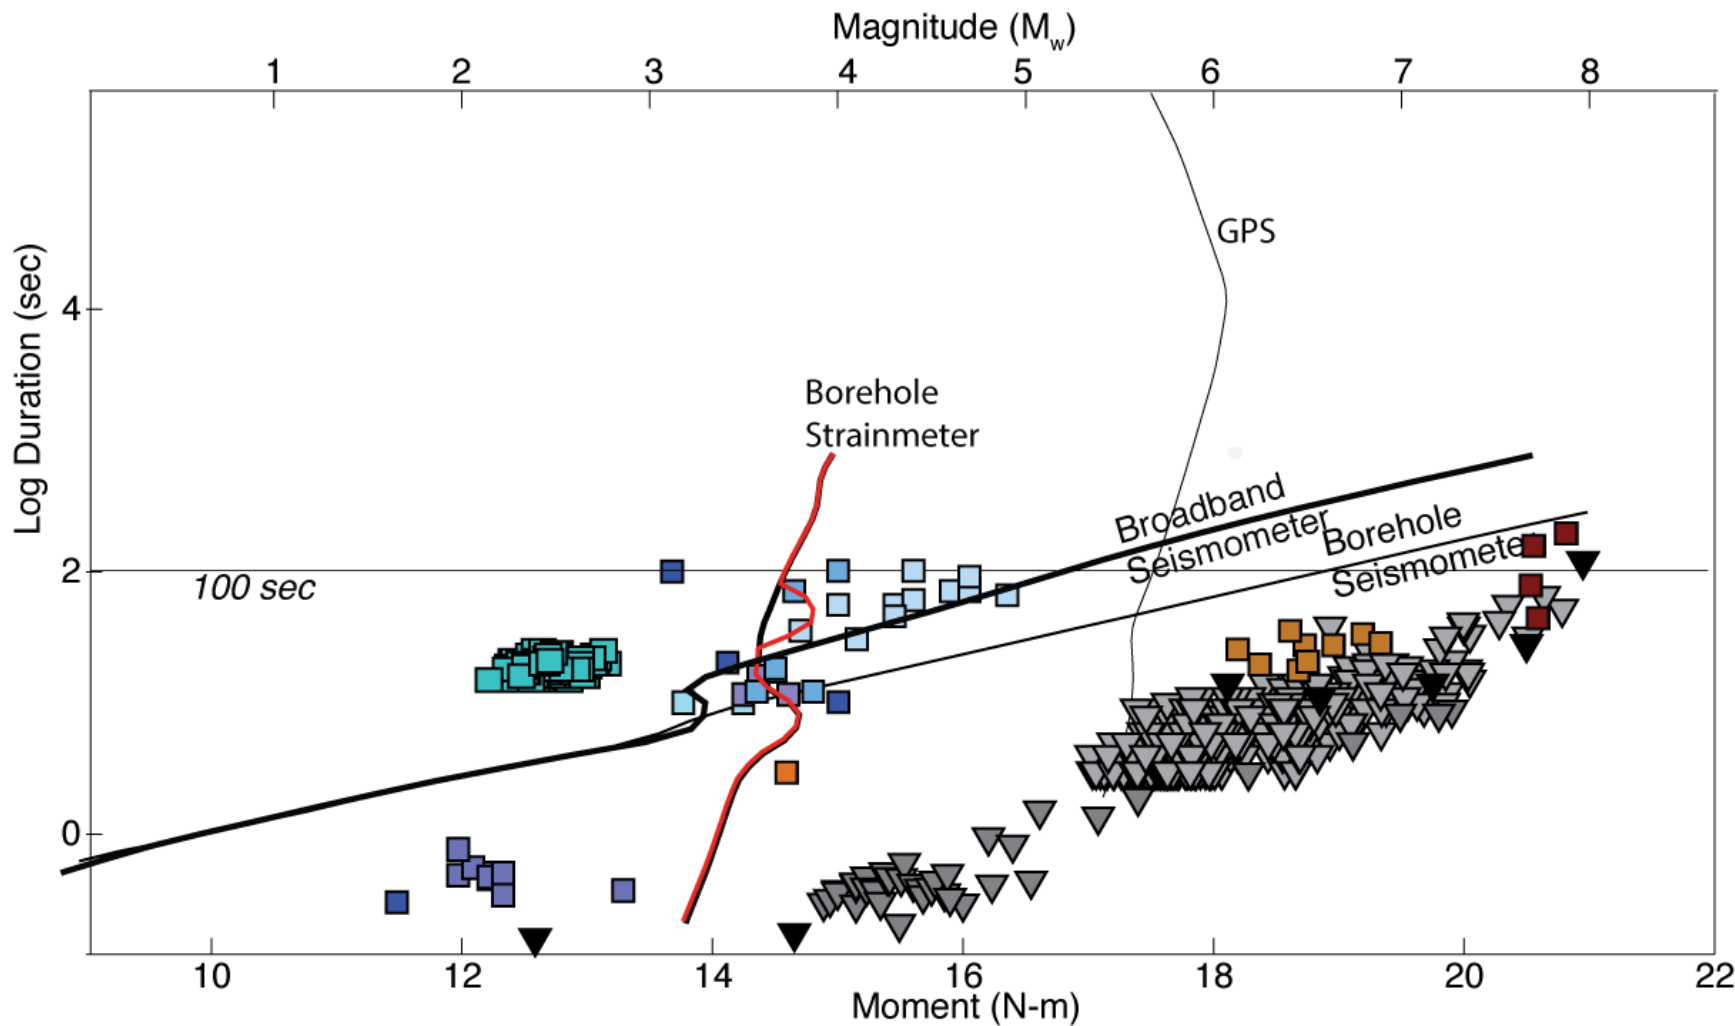 Magnitude (Mw)
1 2 3 4 5 6 7 8
Log Duration (sec)
4
2
0
GPS
Borehole
Strainmeter
Broadband
Seismometer
Borehole
Seismometer
100 sec
10 12 14 16 18 20 22
Moment (N-m)